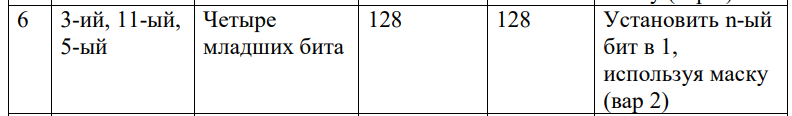 6 3-ий, 11-ый, Четыре 128 128 Установить n-ый
5-ый младших бита бит в 1,
используя маску
(вар 2)